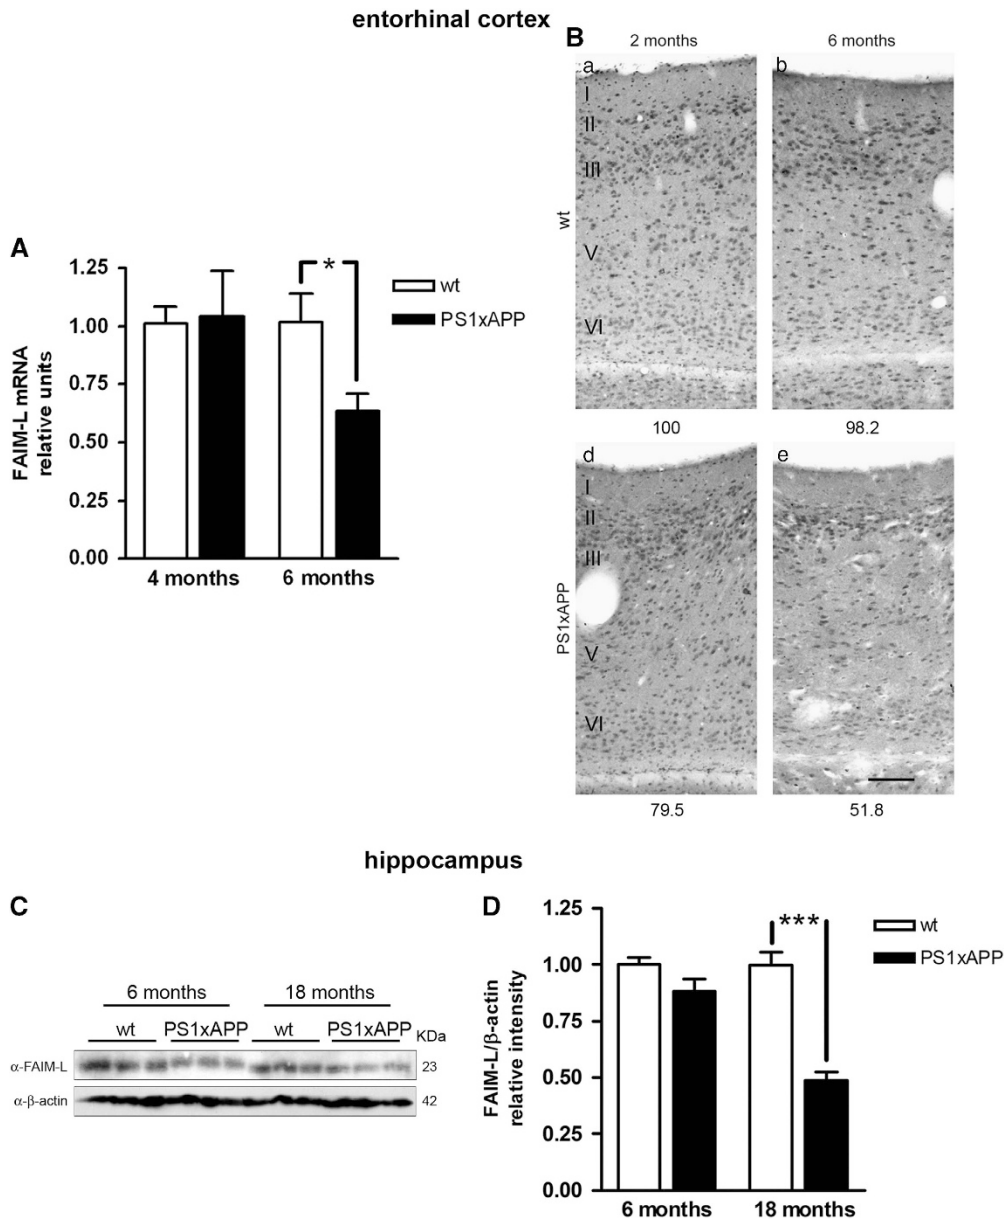 entorhinal cortex
A
FAIM-L mRNA
relative units
1.25
1.00
0.75
0.50
0.25
0.00
*
wt
PS1xAPP
4 months
6 months
B
2 months
6 months
wt
a
I
II
III
V
VI
b
100
98.2
PS1xAPP
d
I
II
III
V
VI
e
79.5
51.8
hippocampus
C
6 months
18 months
wt
PS1xAPP
wt
PS1xAPP
KDa
α-FAIM-L
23
α-β-actin
42
D
FAIM-L/β-actin
relative intensity
1.25
1.00
0.75
0.50
0.25
0.00
***
wt
PS1xAPP
6 months
18 months